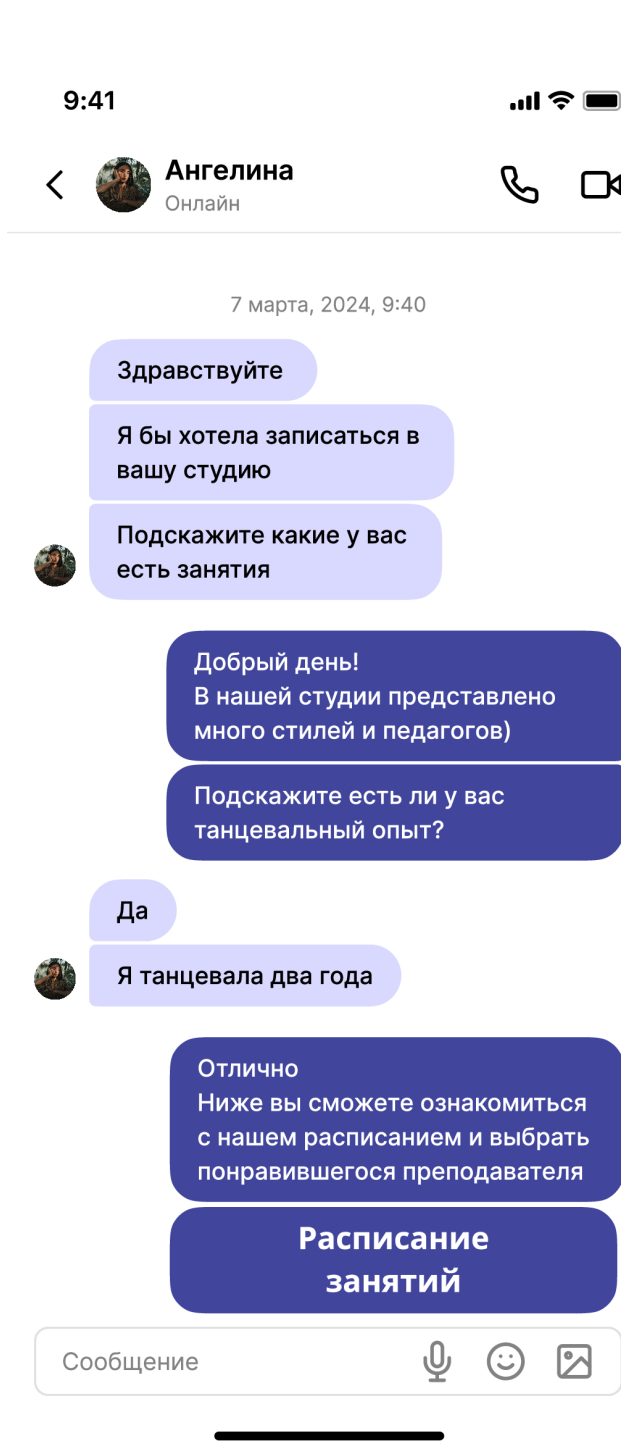 9:41
Ангелина
Онлайн
7 марта, 2024, 9:40
Здравствуйте
Я бы хотела записаться в
вашу студию
Подскажите какие у вас
есть занятия
Добрый день!
В нашей студии представлено
много стилей и педагогов)
Подскажите есть ли у вас
танцевальный опыт?
Да
Я танцевала два года
Отлично
Ниже вы сможете ознакомиться
с нашем расписанием и выбрать
понравившегося преподавателя
Расписание
занятий
Сообщение